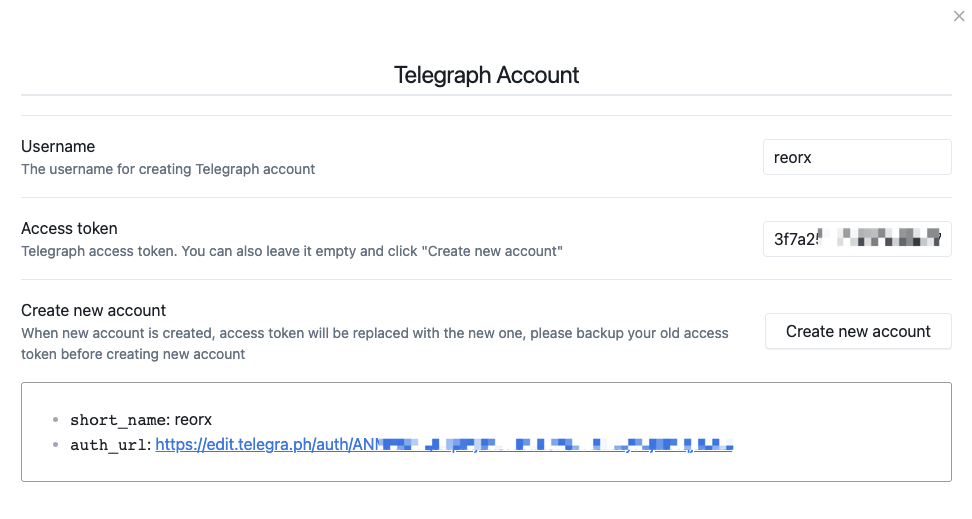 Telegraph Account
Username
The username for creating Telegraph account
reorx
Access token
Telegraph access token. You can also leave it empty and click "Create new account"
3f7a2
Create new account
When new account is created, access token will be replaced with the new one, please backup your old access
token before creating new account
Create new account
short_name: reorx
auth_url: https://edit.telegra.ph/auth/AN